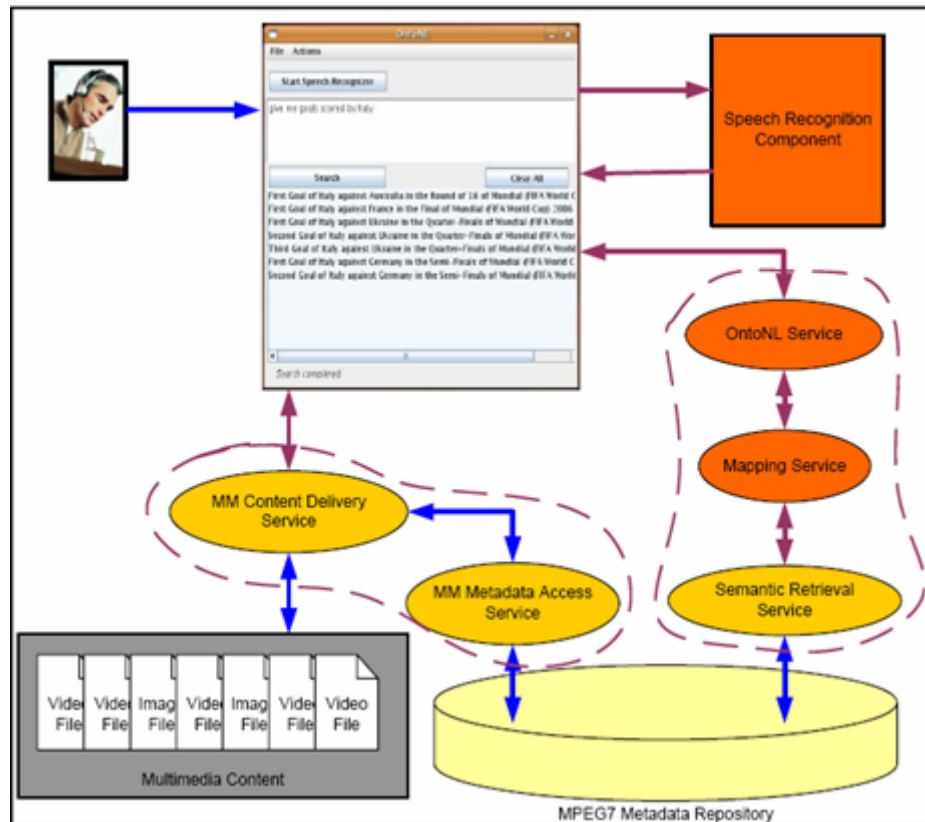 OntoNL
File Actions
Start Speech Recognizer
give me goals scored by Italy
Search
Clear All
First Goal of Italy against Australia in the Round of 16 of Mundial (FIFA World C
First Goal of Italy against France in the Final of Mundial (FIFA World Cup) 2006
First Goal of Italy against Ukraine in the Quarter-Finals of Mundial (FIFA World
Second Goal of Italy against Ukraine in the Quarter-Finals of Mundial (FIFA Wor
Third Goal of Italy against Ukraine in the Quarter-Finals of Mundial (FIFA World
First Goal of Italy against Germany in the Semi-Finals of Mundial (FIFA World C
Second Goal of Italy against Germany in the Semi-Finals of Mundial (FIFA World
Search completed
Speech Recognition
Component
OntoNL Service
Mapping Service
Semantic Retrieval
Service
MM Content Delivery
Service
MM Metadata Access
Service
Video Video Imag Video Imag Video Video
File File File File File File File
Multimedia Content
MPEG7 Metadata Repository